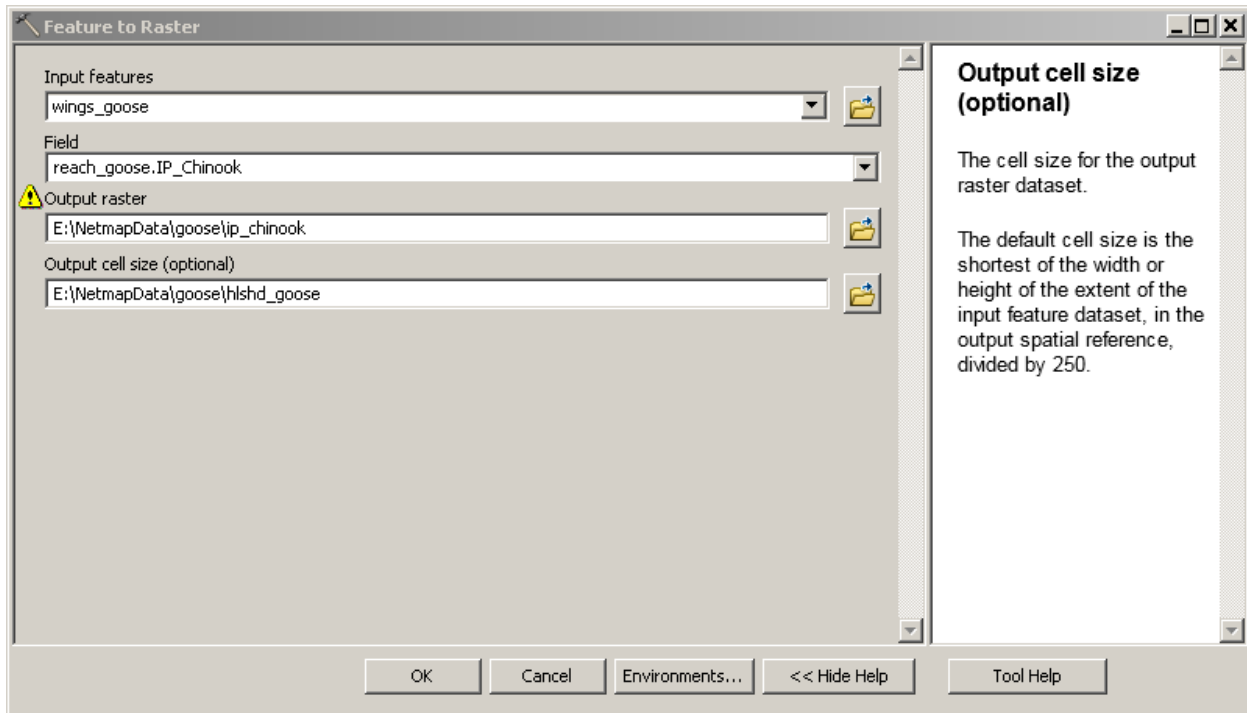 Feature to Raster
Input features
wings_goose
Field
reach_goose.IP_Chinook
Output raster
E:\NetmapData\goose\ip_chinook
Output cell size (optional)
E:\NetmapData\goose\hlshd_goose
OK
Cancel
Environments...
<< Hide Help
Output cell size
(optional)
The cell size for the output
raster dataset.
The default cell size is the
shortest of the width or
height of the extent of the
input feature dataset, in the
output spatial reference,
divided by 250.
Tool Help